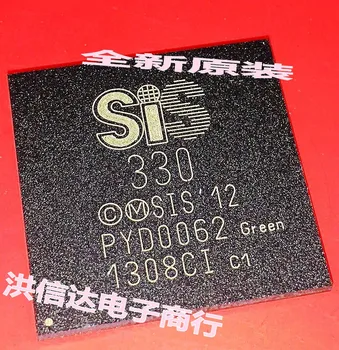 全新原装
SiS
330
©ⓂSIS'12
PYD0062 Green
1308CI C1
洪信达电子商行